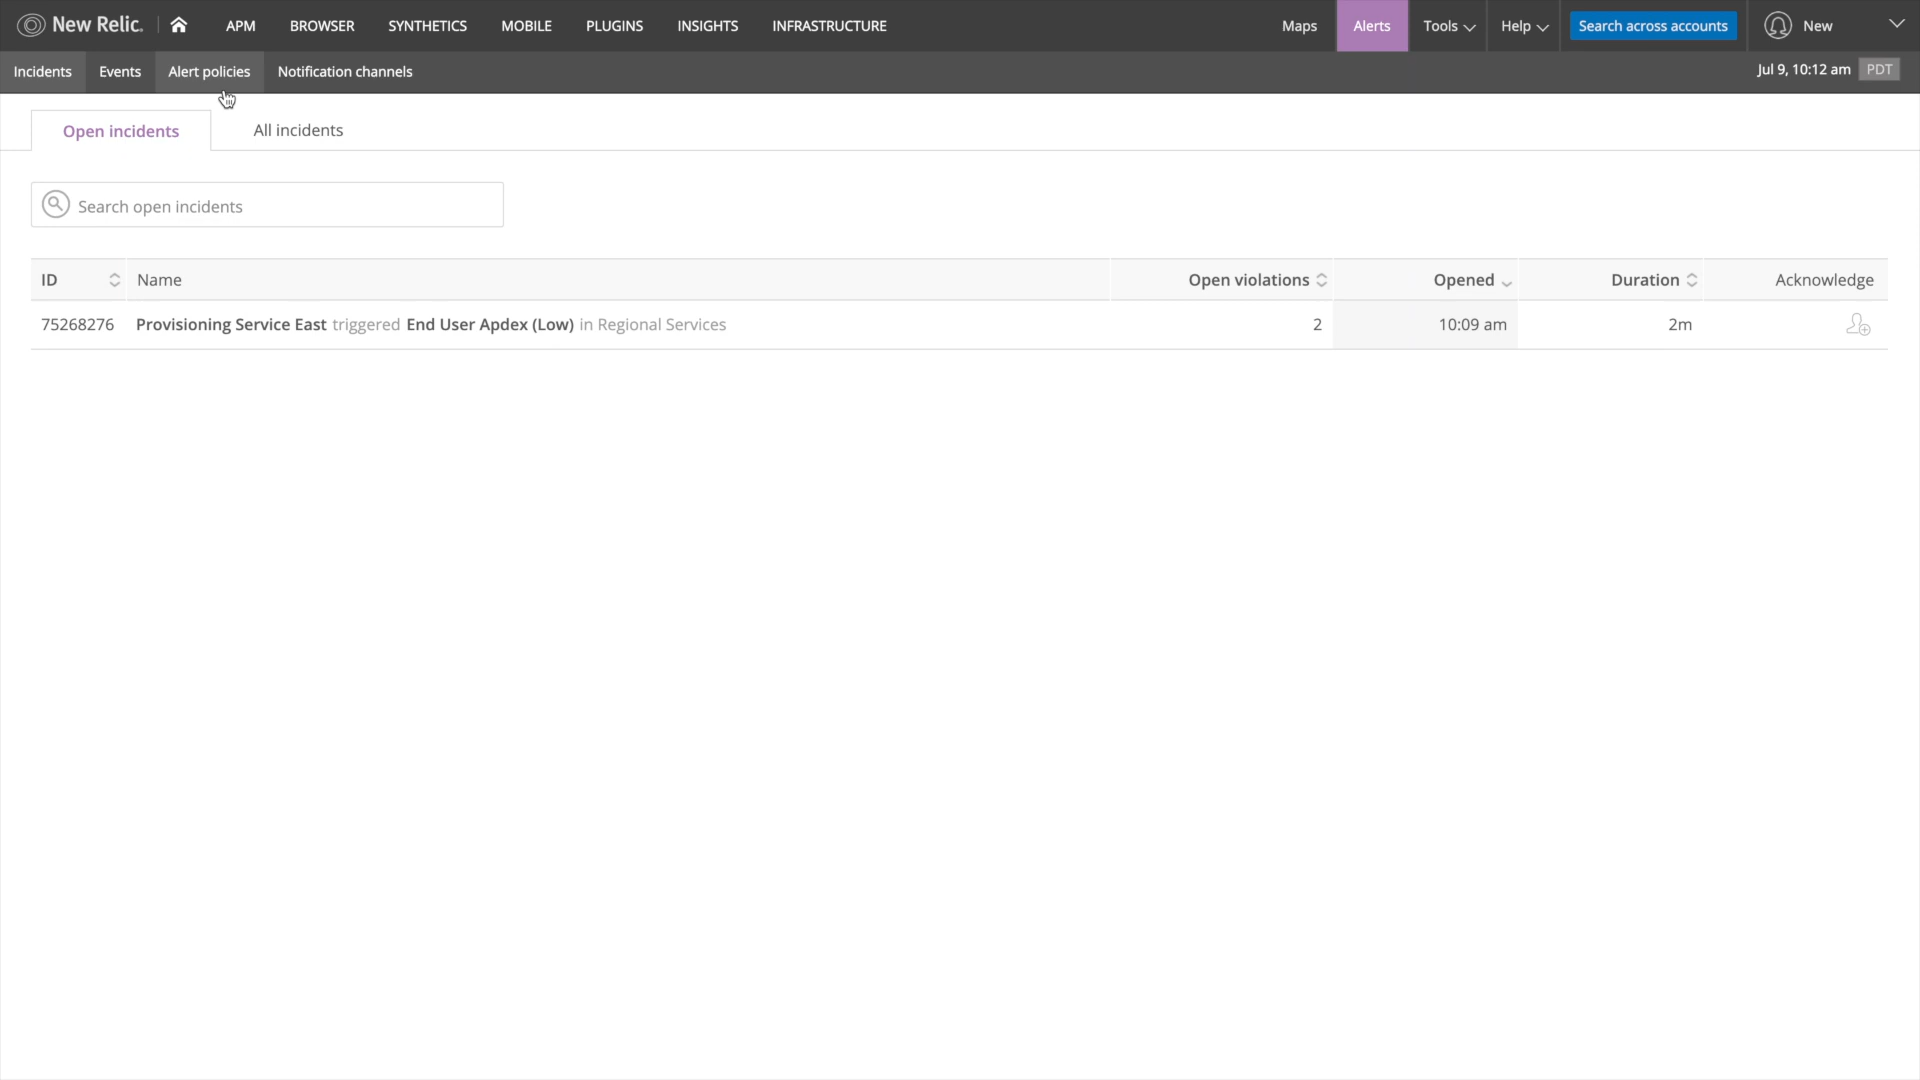 New Relic. APM BROWSER SYNTHETICS MOBILE PLUGINS INSIGHTS INFRASTRUCTURE Maps Alerts Tools Help Search across accounts New
Incidents Events Alert policies Notification channels Jul 9, 10:12 am PDT
Open incidents All incidents
Search open incidents
ID Name Open violations Opened Duration Acknowledge
75268276 Provisioning Service East triggered End User Apdex (Low) in Regional Services 2 10:09 am 2m